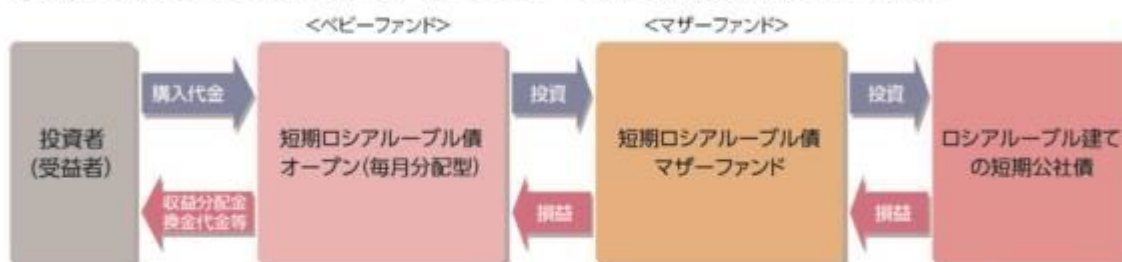 <ベビーファンド>
<マザーファンド>
投資者
(受益者)
購入代金
収益分配金
換金代金等
短期ロシアルーブル債
オープン(毎月分配型)
投資
損益
短期ロシアルーブル債
マザーファンド
投資
損益
ロシアルーブル建て
の短期公社債